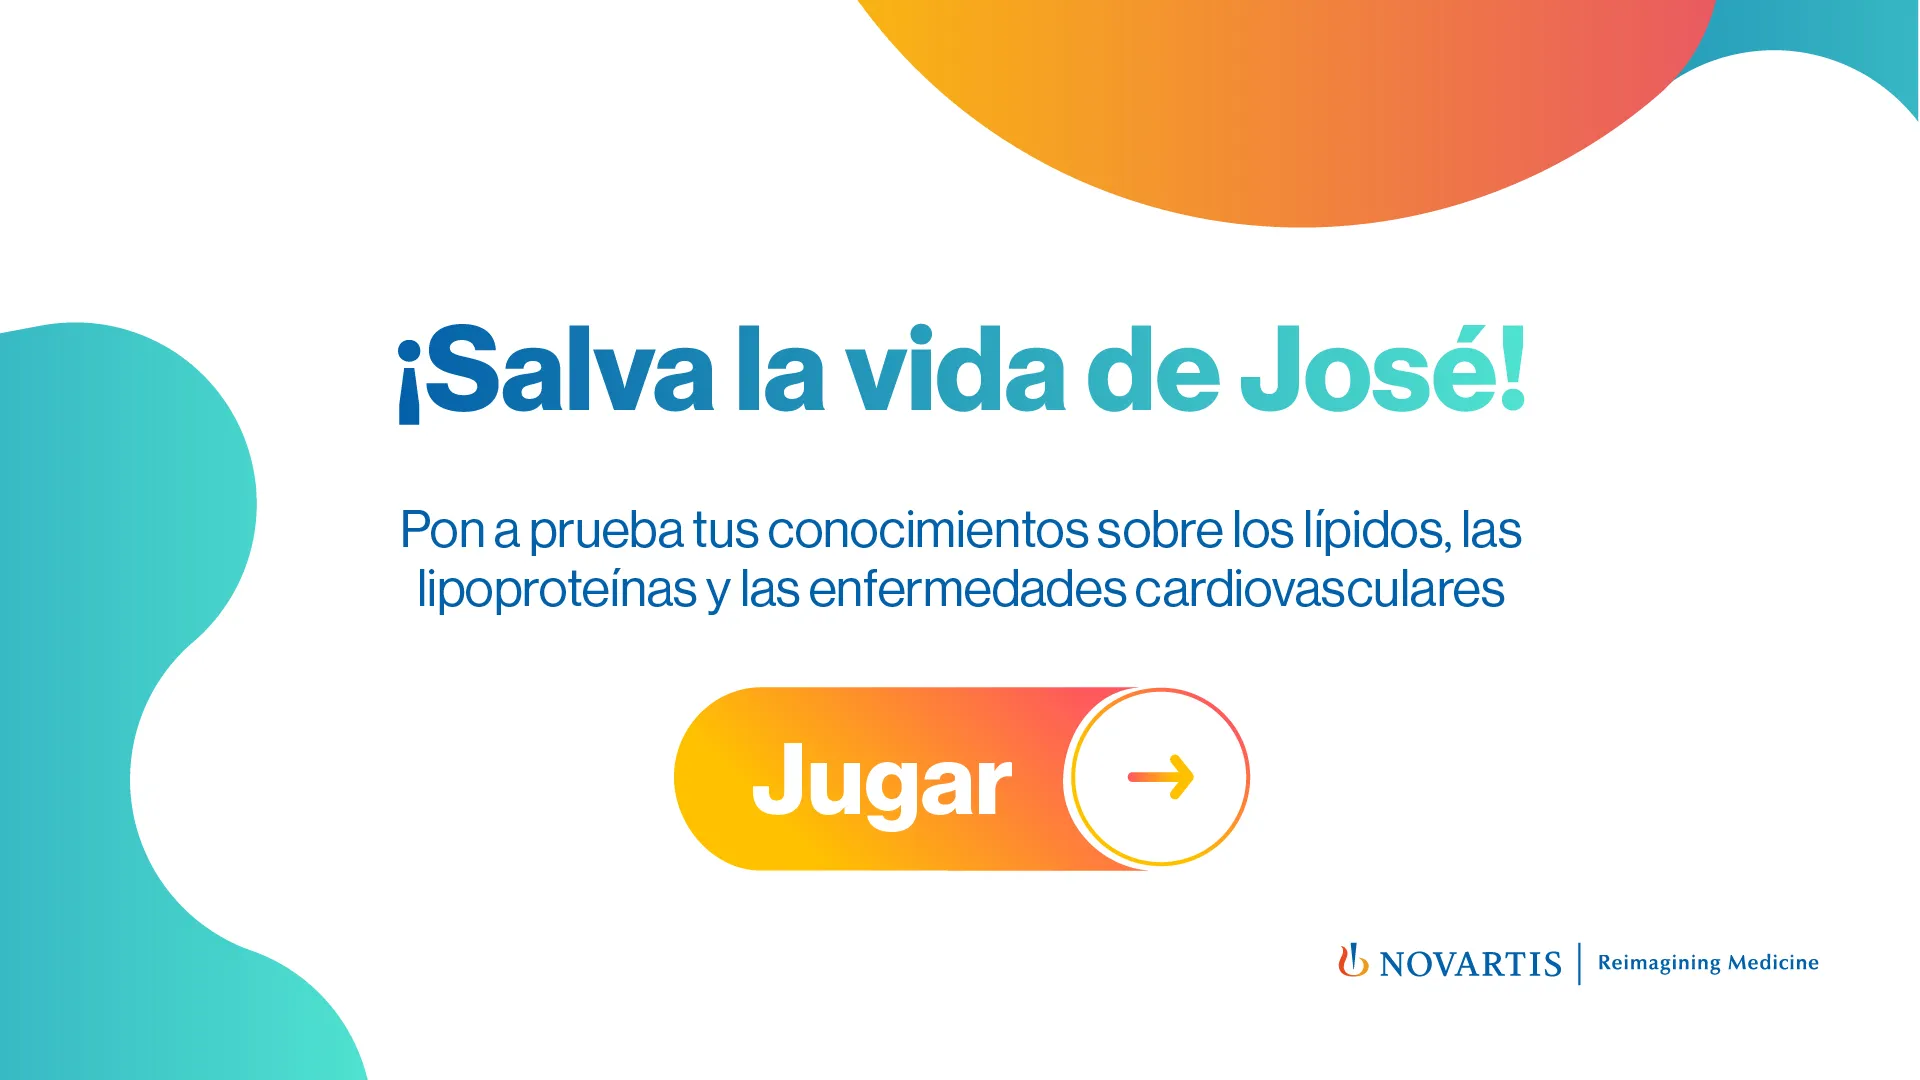 ¡Salva la vida de José!
Pon a prueba tus conocimientos sobre los lípidos, las
lipoproteínas y las enfermedades cardiovasculares
Jugar
NOVARTIS | Reimagining Medicine